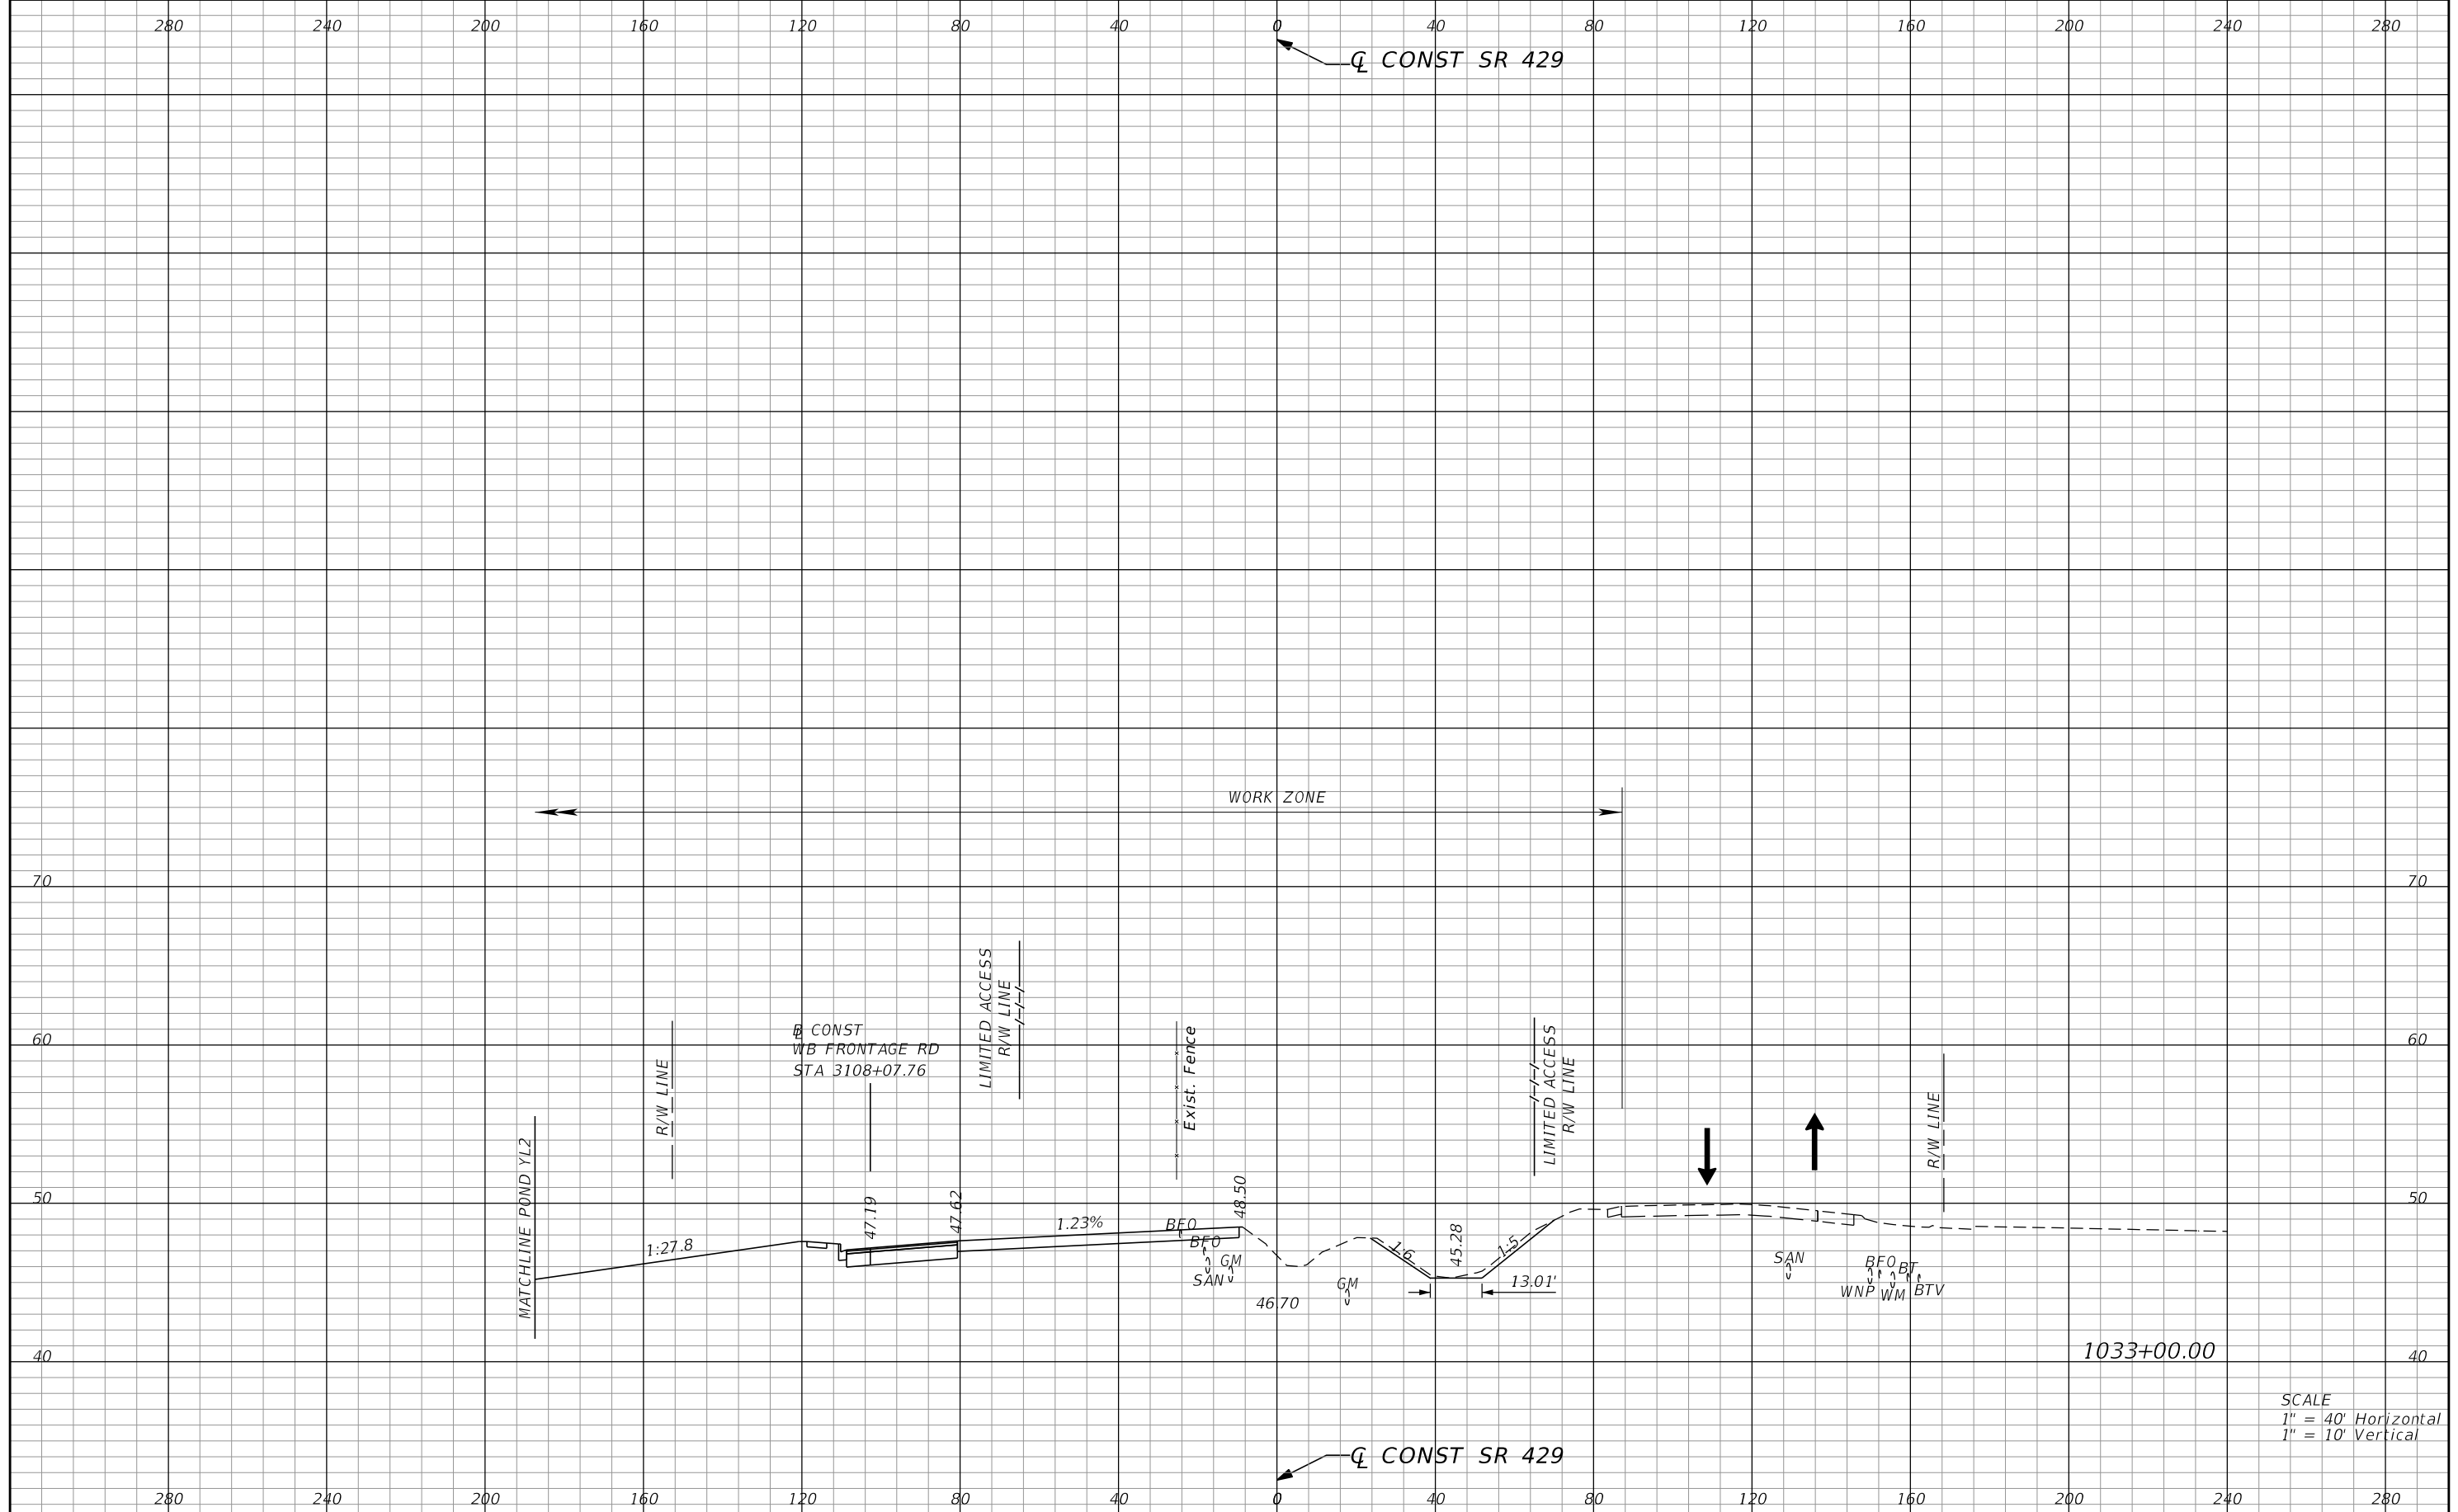 280 240 200 160 120 80 40 0 40 80 120 160 200 240 280
℄ CONST SR 429
WORK ZONE
70 70
60 60
50 50
40 40
MATCHLINE POND YL2
R/W LINE
℄ CONST
WB FRONTAGE RD
STA 3108+07.76
LIMITED ACCESS
R/W LINE
Exist. Fence
LIMITED ACCESS
R/W LINE
R/W LINE
1:27.8
47.19
47.62
1.23%
BFO
BFO
48.50
GM
SAN
46.70
GM
1:6
45.28
1:5
13.01'
SAN
BFO
BT
WNP
WM
BTV
1033+00.00
SCALE
1" = 40' Horizontal
1" = 10' Vertical
℄ CONST SR 429
280 240 200 160 120 80 40 0 40 80 120 160 200 240 280